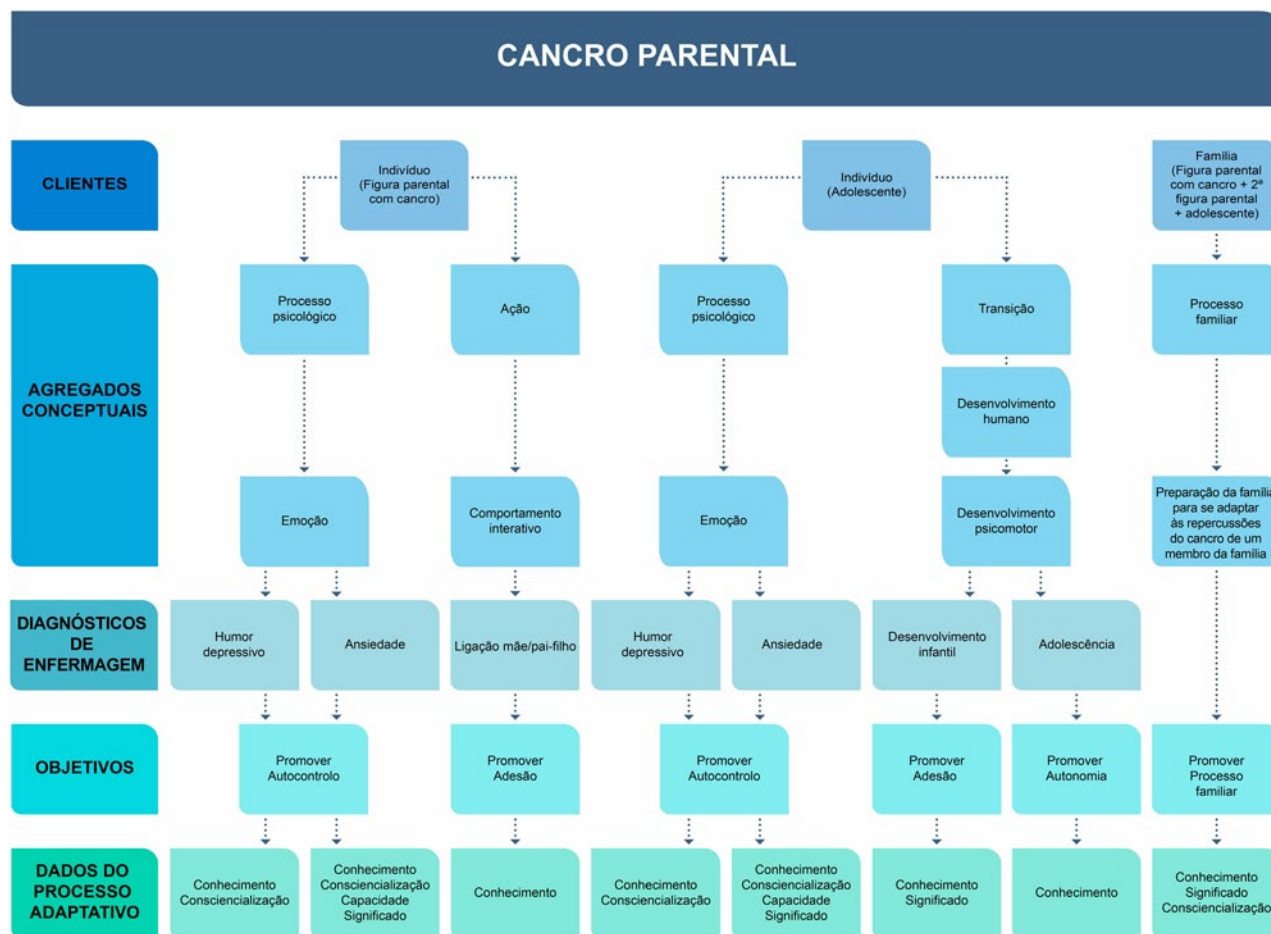 CANCRO PARENTAL
CLIENTES
Indivíduo
(Figura parental
com cancro)
Indivíduo
(Adolescente)
Família
(Figura parental
com cancro + 2ª
figura parental
+ adolescente)
AGREGADOS
CONCEPTUAIS
Processo
psicológico
Ação
Processo
psicológico
Transição
Processo
familiar
Desenvolvimento
humano
Emoção
Comportamento
interativo
Emoção
Desenvolvimento
psicomotor
Preparação da família
para se adaptar
às repercussões
do cancro de um
membro da família
DIAGNÓSTICOS
DE
ENFERMAGEM
Humor
depressivo
Ansiedade
Ligação mãe/pai-filho
Humor
depressivo
Ansiedade
Desenvolvimento
infantil
Adolescência
OBJETIVOS
Promover
Autocontrolo
Promover
Adesão
Promover
Autocontrolo
Promover
Adesão
Promover
Autonomia
Promover
Processo
familiar
DADOS DO
PROCESSO
ADAPTATIVO
Conhecimento
Consciencialização
Conhecimento
Consciencialização
Capacidade
Significado
Conhecimento
Conhecimento
Consciencialização
Conhecimento
Consciencialização
Capacidade
Significado
Conhecimento
Significado
Conhecimento
Conhecimento
Significado
Consciencialização